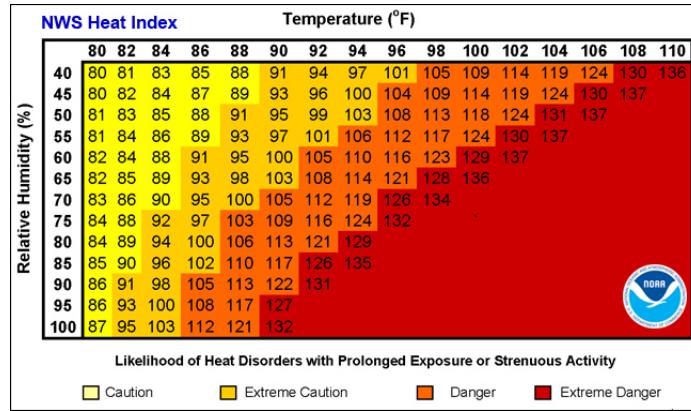 NWS Heat Index
Temperature (°F)
80 82 84 86 88 90 92 94 96 98 100 102 104 106 108 110
40 80 81 83 85 88 91 94 97 101 105 109 114 119 124 130 136
45 80 82 84 87 89 93 96 100 104 109 114 119 124 130 137
50 81 83 85 88 91 95 99 103 108 113 118 124 131 137
55 81 84 86 89 93 97 101 106 112 117 124 130 137
60 82 84 88 91 95 100 105 110 116 123 129 137
65 82 85 89 93 98 103 108 114 121 128 136
70 83 86 90 95 100 105 112 119 126 134
75 84 88 92 97 103 109 116 124 132
80 84 89 94 100 106 113 121 129
85 85 90 96 102 110 117 126 135
90 86 91 98 105 113 122 131
95 86 93 100 108 117 127
100 87 95 103 112 121 132
Relative Humidity (%)
NOAA
Likelihood of Heat Disorders with Prolonged Exposure or Strenuous Activity
Caution Extreme Caution Danger Extreme Danger